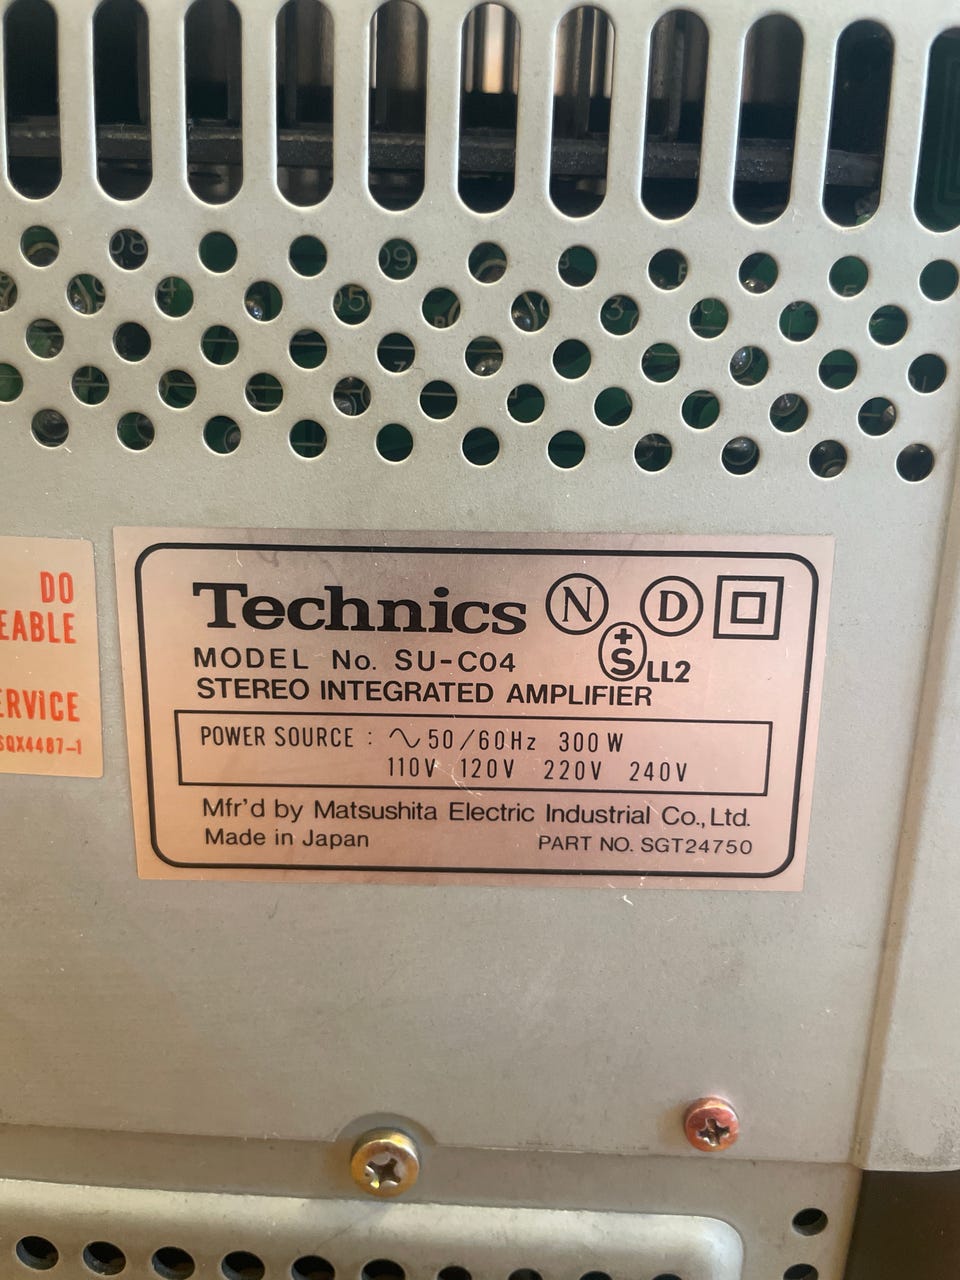 DO
EABLE
ERVICE
SQX4487-1
Technics N D
MODEL No. SU-C04 +S LL2
STEREO INTEGRATED AMPLIFIER
POWER SOURCE : ∿ 50/60Hz 300W
110V 120V 220V 240V
Mfr'd by Matsushita Electric Industrial Co., Ltd.
Made in Japan PART NO. SGT24750